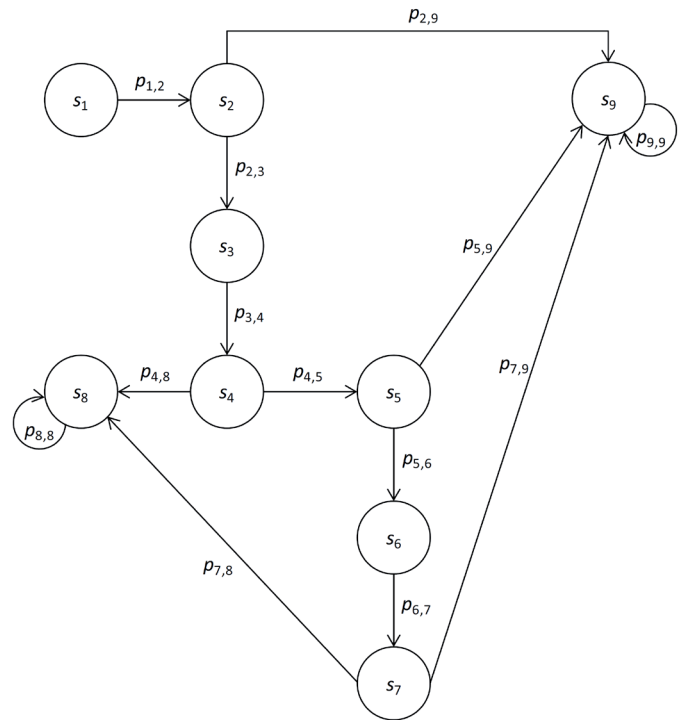 p2,9
s1
p1,2
s2
s9
p9,9
p2,3
s3
p5,9
p3,4
p7,9
s8
p4,8
s4
p4,5
s5
p8,8
p5,6
s6
p7,8
p6,7
s7